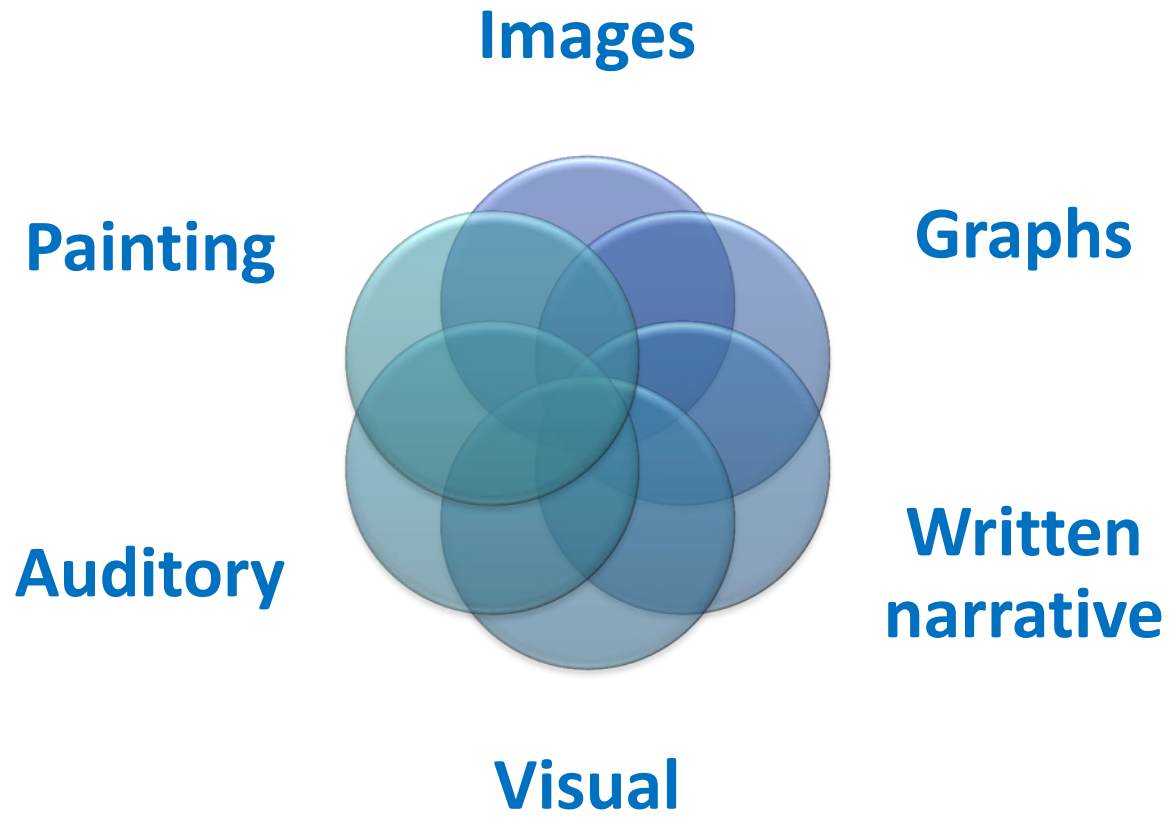 Images
Painting
Graphs
Auditory
Written
narrative
Visual